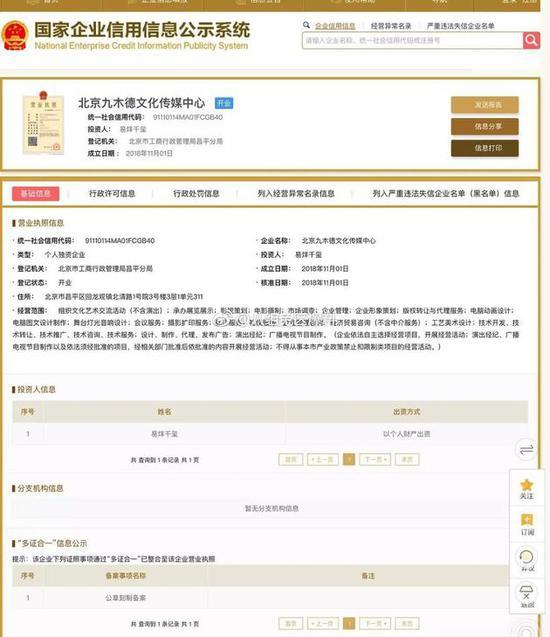 国家企业信用信息公示系统
National Enterprise Credit Information Publicity System
企业信用信息 | 经营异常名录 | 严重违法失信企业名单
请输入企业名称、统一社会信用代码或注册号
北京九木德文化传媒中心 开业
统一社会信用代码： 91110114MA01FCGB40
投资人： 易烊千玺
登记机关： 北京市工商行政管理局昌平分局
成立日期： 2018年11月01日
发送报告
信息分享
信息打印
基础信息 行政许可信息 行政处罚信息 列入经营异常名录信息 列入严重违法失信企业名单（黑名单）信息
营业执照信息
· 统一社会信用代码： 91110114MA01FCGB40 · 企业名称： 北京九木德文化传媒中心
· 类型： 个人独资企业 · 投资人： 易烊千玺
· 登记机关： 北京市工商行政管理局昌平分局 · 成立日期： 2018年11月01日
· 登记状态： 开业 · 核准日期： 2018年11月01日
· 住所： 北京市昌平区回龙观镇北清路1号院3号楼3层1单元311
· 经营范围： 组织文化艺术交流活动（不含演出）；承办展览展示；影视策划；电影摄制；市场调查；企业管理；企业形象策划；版权转让与代理服务；电脑动画设计；
电脑图文设计制作；舞台灯光音响设计；会议服务；摄影扩印服务；经济贸易咨询（不含中介服务）；工艺美术设计；技术开发、技
术转让、技术推广、技术咨询、技术服务；设计、制作、代理、发布广告；演出经纪；广播电视节目制作。（企业依法自主选择经营项目，开展经营活动；演出经纪、广播
电视节目制作以及依法须经批准的项目，经相关部门批准后依批准的内容开展经营活动；不得从事本市产业政策禁止和限制类项目的经营活动。）
投资人信息
序号 姓名 出资方式
1 易烊千玺 以个人财产出资
共 查询到 1 条记录 共 1 页 首页 上一页 1 下一页 末页
分支机构信息
暂无分支机构信息
“多证合一”信息公示
提示：该企业下列证照事项通过“多证合一”已整合至该企业营业执照
序号 备案事项名称 备注
1 公章刻制备案
共 查询到 1 条记录 共 1 页 首页 上一页 1 下一页 末页
关注
订阅